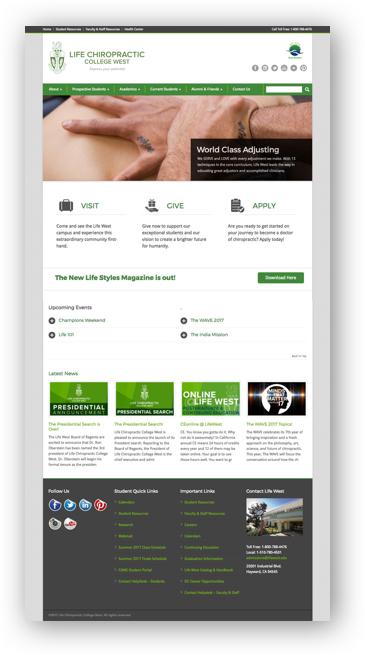 Home | Student Resources | Faculty & Staff Resources | Health Center
Call Toll Free: 1-800-788-4476
LIFE CHIROPRACTIC
COLLEGE WEST
About
Prospective Students
Academics
Current Students
Alumni & Friends
Contact Us
World Class Adjusting
We GIVE and LOVE with every adjustment we make. With 13
techniques in the core curriculum, Life West leads the way in
educating great adjustors and accomplished clinicians.
VISIT
Come and see the Life West
campus and experience this
extraordinary community first-
hand.
GIVE
Give now to support our
exceptional students and our
vision to create a brighter future
for humanity.
APPLY
Are you ready to get started on
your journey to become a doctor
of chiropractic? Apply today!
The New Life Styles Magazine is out!
Download Here
Upcoming Events
Champions Weekend
The WAVE 2017
Life 101
The India Mission
Back to top
Latest News
PRESIDENTIAL
ANNOUNCEMENT
The Presidential Search is
Over!
The Life West Board of Regents
are excited to announce that Dr. Ron
Oberstein has been named the 3rd
president of Life Chiropractic College
West. Dr. Oberstein will begin his
formal tenure as the president
PRESIDENTIAL SEARCH
The Presidential Search!
Life Chiropractic College West is
pleased to announce the launch of its
president search. Reporting to the
Board of Regents, the President of
Life Chiropractic College West is the
chief executive and admi
ONLINE
@LIFE WEST
POSTGRADUATE &
CONTINUING EDUCATION
CEonline @ LifeWest
CE. You know you gotta do it. Why
not do it somewhere? In California
annual CE means 24 hours of credits
every year and 12 of them may be
taken online. Your goal is to use
those hours well. You want to gr
MINDS
THAT
MATTER
The WAVE 2017 Topics!
The WAVE celebrates its 7th year of
bringing inspiration and a fresh
approach on the philosophy, art,
science, and future of chiropractic.
This year, The WAVE will focus the
conversation around how the ch
Follow Us
Student Quick Links
Calendars
Student Resources
Research
Webmail
Summer 2017 Class Schedule
Summer 2017 Finals Schedule
CAMS Student Portal
Contact Helpdesk - Students
Important Links
Student Resources
Faculty & Staff Resources
Careers
Calendars
Continuing Education
Graduation Information
Life West Catalog & Handbook
DC Career Opportunities
Contact Helpdesk - Faculty & Staff
Contact Life West
Toll Free: 1-800-788-4476
Local: 1-510-780-4500
admissions@lifewest.edu
25001 Industrial Blvd.
Hayward, CA 94545
©2017 Life Chiropractic College West. All rights reserved.